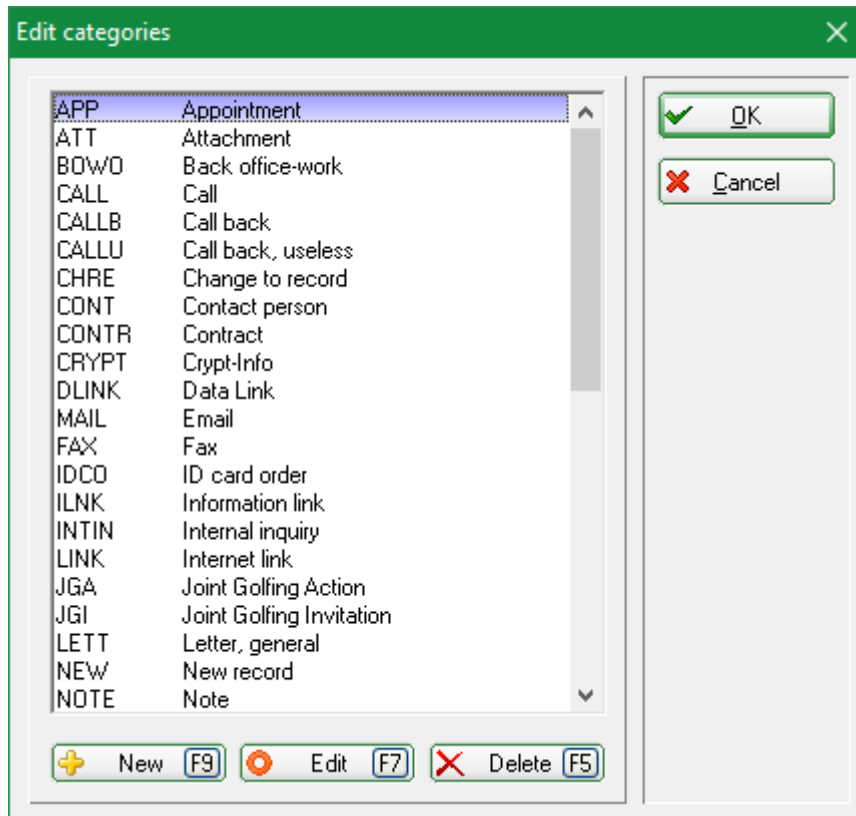 Edit categories
APP Appointment
ATT Attachment
BOWO Back office-work
CALL Call
CALLB Call back
CALLU Call back, useless
CHRE Change to record
CONT Contact person
CONTR Contract
CRYPT Crypt-Info
DLINK Data Link
MAIL Email
FAX Fax
IDCO ID card order
ILNK Information link
INTIN Internal inquiry
LINK Internet link
JGA Joint Golfing Action
JGI Joint Golfing Invitation
LETT Letter, general
NEW New record
NOTE Note
New F9 Edit F7 Delete F5
OK
Cancel